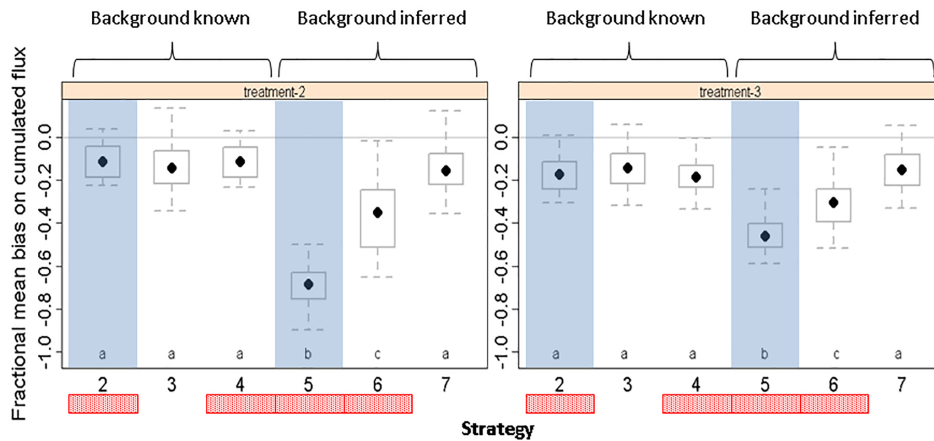 Background known Background inferred Background known Background inferred
treatment-2 treatment-3
Fractional mean bias on cumulated flux
0.0
-0.2
-0.4
-0.6
-0.8
-1.0
a a a b c a
2 3 4 5 6 7
0.0
-0.2
-0.4
-0.6
-0.8
-1.0
a a a b c a
2 3 4 5 6 7
Strategy